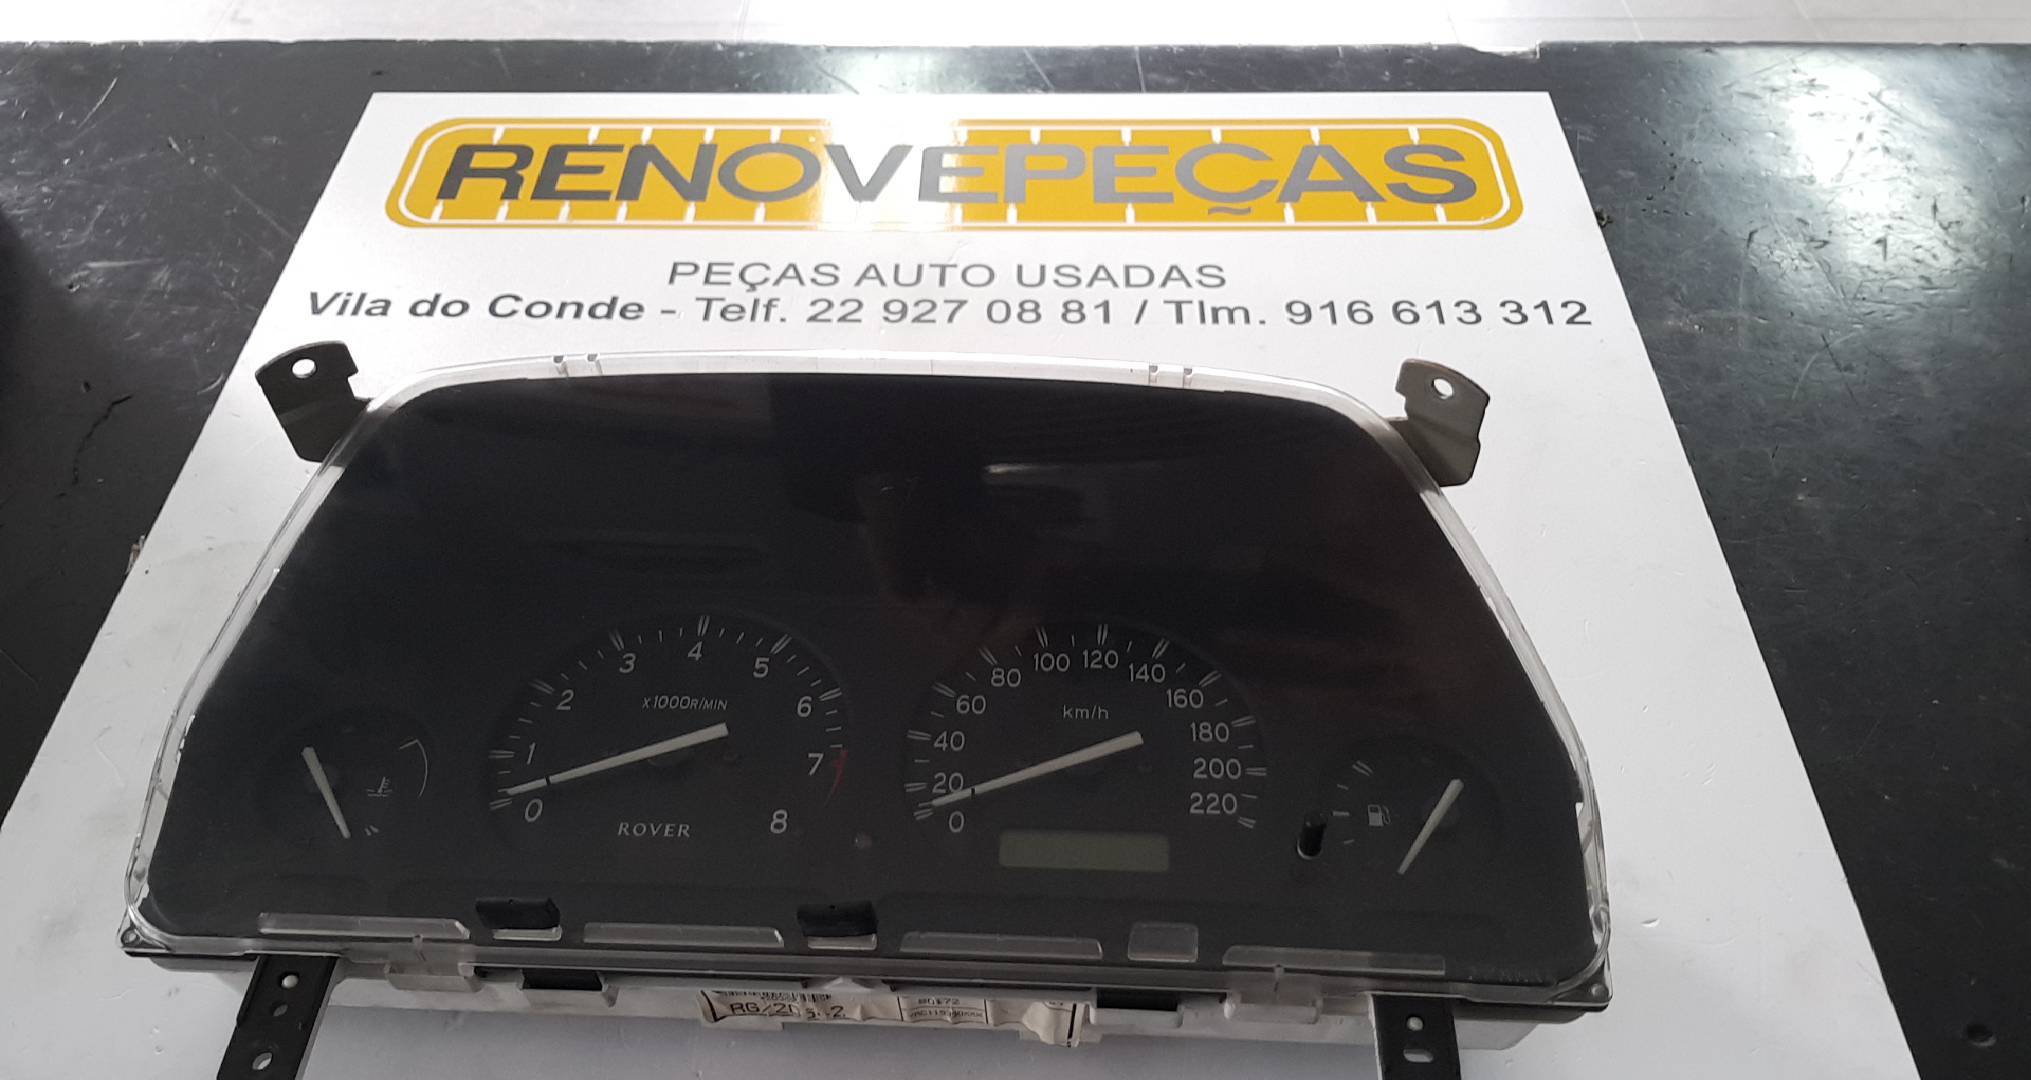 RENOVEPEÇAS
PEÇAS AUTO USADAS
Vila do Conde - Telf. 22 927 08 81 / Tlm. 916 613 312
0 1 2 3 4 5 6 7 8
x1000R/MIN
ROVER
0 20 40 60 80 100 120 140 160 180 200 220
km/h